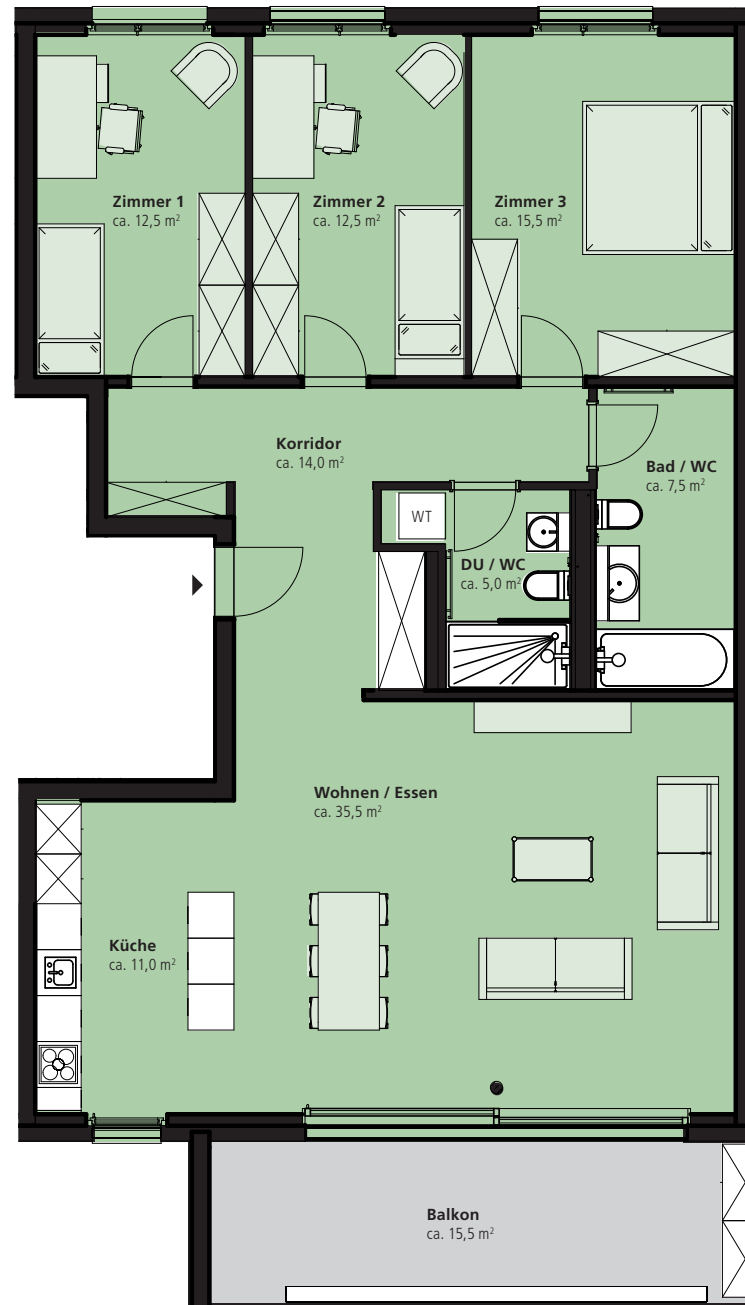 Zimmer 1
ca. 12,5 m²
Zimmer 2
ca. 12,5 m²
Zimmer 3
ca. 15,5 m²
Korridor
ca. 14,0 m²
Bad / WC
ca. 7,5 m²
WT
DU / WC
ca. 5,0 m²
Wohnen / Essen
ca. 35,5 m²
Küche
ca. 11,0 m²
Balkon
ca. 15,5 m²